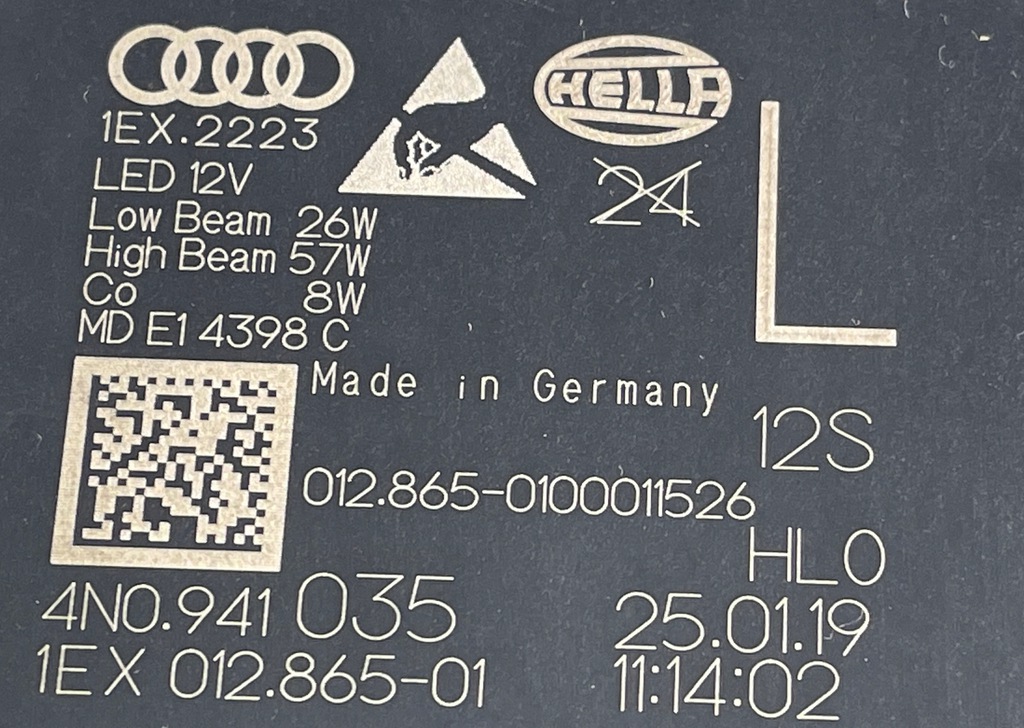 HELLA
1EX.2223
LED 12V
24
L
Low Beam 26W
High Beam 57W
Co 8W
MD E1 4398 C
Made in Germany
12S
012.865-0100011526
HL0
4N0.941 035
25.01.19
1EX 012.865-01
11:14:02